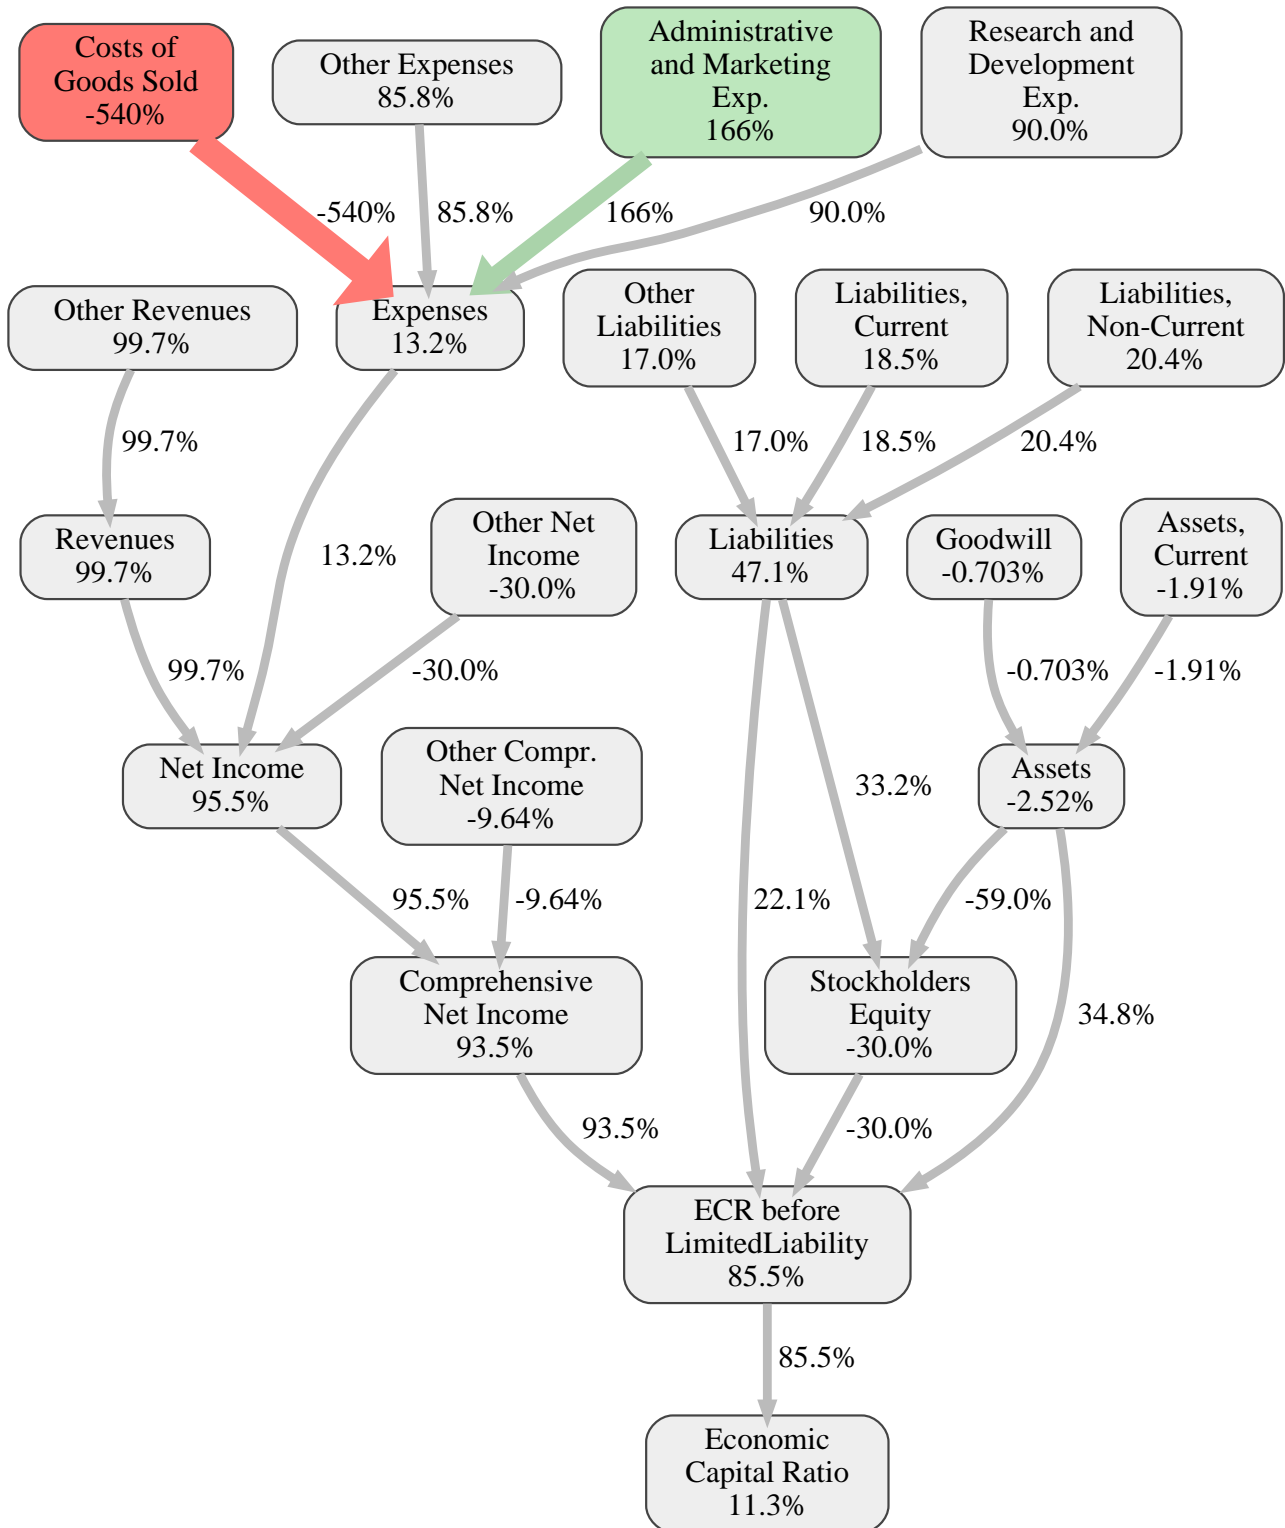 Costs of
Goods Sold
-540%
Other Expenses
85.8%
Administrative
and Marketing
Exp.
166%
Research and
Development
Exp.
90.0%
-540%
85.8%
166%
90.0%
Other Revenues
99.7%
Expenses
13.2%
Other
Liabilities
17.0%
Liabilities,
Current
18.5%
Liabilities,
Non-Current
20.4%
99.7%
17.0%
18.5%
20.4%
Revenues
99.7%
13.2%
Other Net
Income
-30.0%
Liabilities
47.1%
Goodwill
-0.703%
Assets,
Current
-1.91%
99.7%
-30.0%
-0.703%
-1.91%
Net Income
95.5%
Other Compr.
Net Income
-9.64%
33.2%
Assets
-2.52%
95.5%
-9.64%
22.1%
-59.0%
Comprehensive
Net Income
93.5%
Stockholders
Equity
-30.0%
34.8%
93.5%
-30.0%
ECR before
LimitedLiability
85.5%
85.5%
Economic
Capital Ratio
11.3%